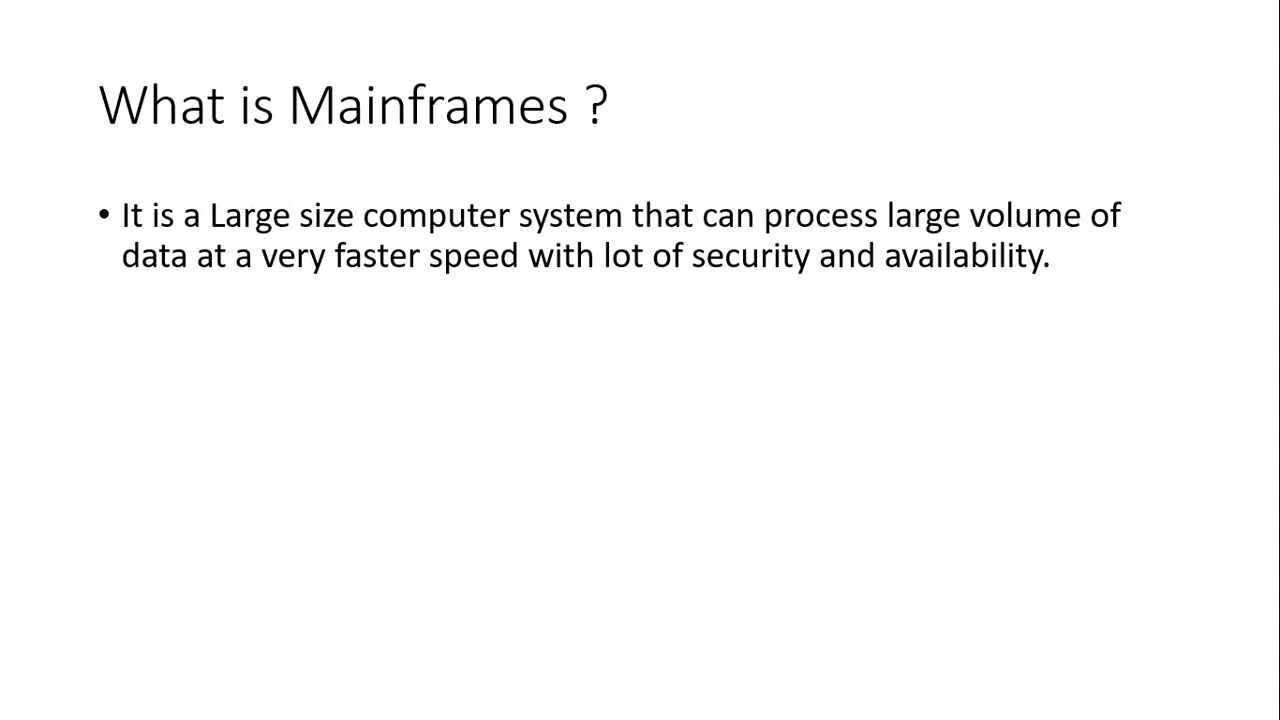 What is Mainframes ?
• It is a Large size computer system that can process large volume of
data at a very faster speed with lot of security and availability.